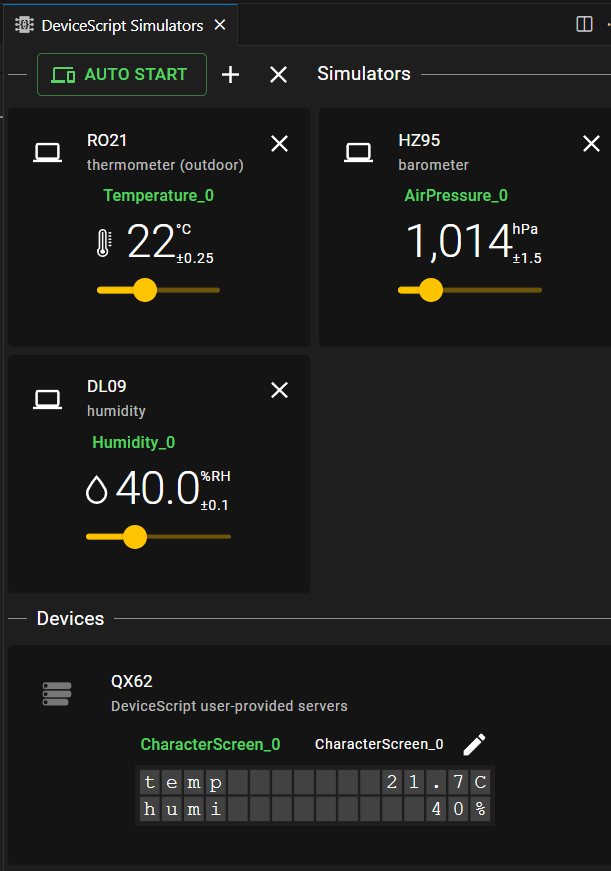 DeviceScript Simulators
AUTO START Simulators
RO21
thermometer (outdoor)
Temperature_0
22 °C
±0.25
HZ95
barometer
AirPressure_0
1,014 hPa
±1.5
DL09
humidity
Humidity_0
40.0 %RH
±0.1
Devices
QX62
DeviceScript user-provided servers
CharacterScreen_0 CharacterScreen_0
temp 21.7C
humi 40%